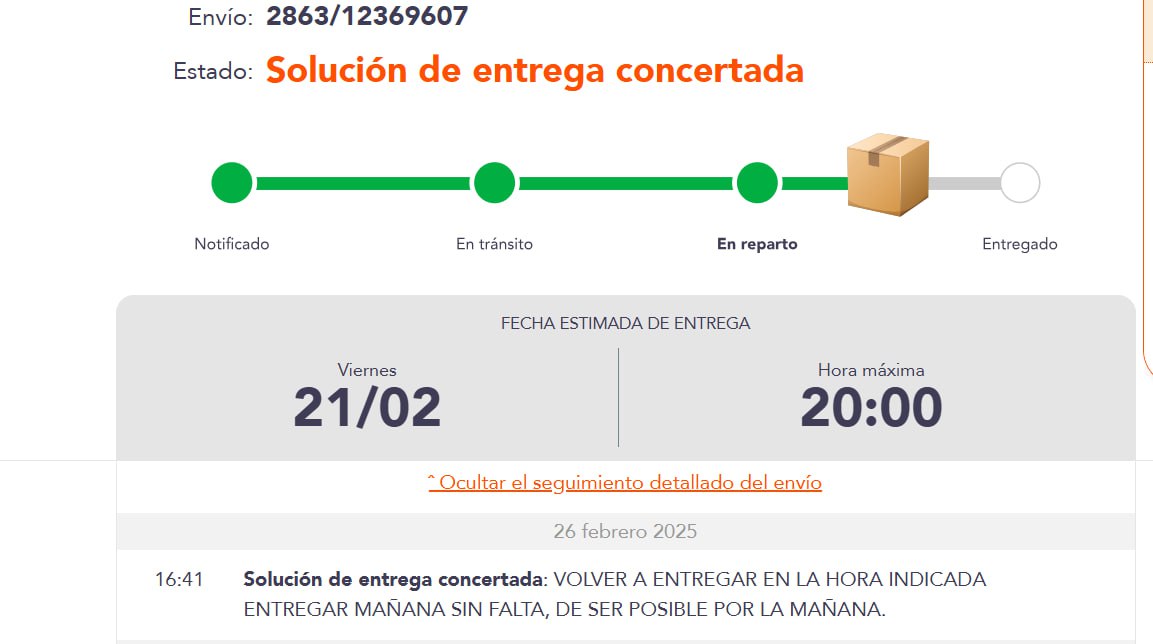 Envío: 2863/12369607
Estado: Solución de entrega concertada
Notificado En tránsito En reparto Entregado
FECHA ESTIMADA DE ENTREGA
Viernes Hora máxima
21/02 20:00
ˆ Ocultar el seguimiento detallado del envío
26 febrero 2025
16:41 Solución de entrega concertada: VOLVER A ENTREGAR EN LA HORA INDICADA
ENTREGAR MAÑANA SIN FALTA, DE SER POSIBLE POR LA MAÑANA.